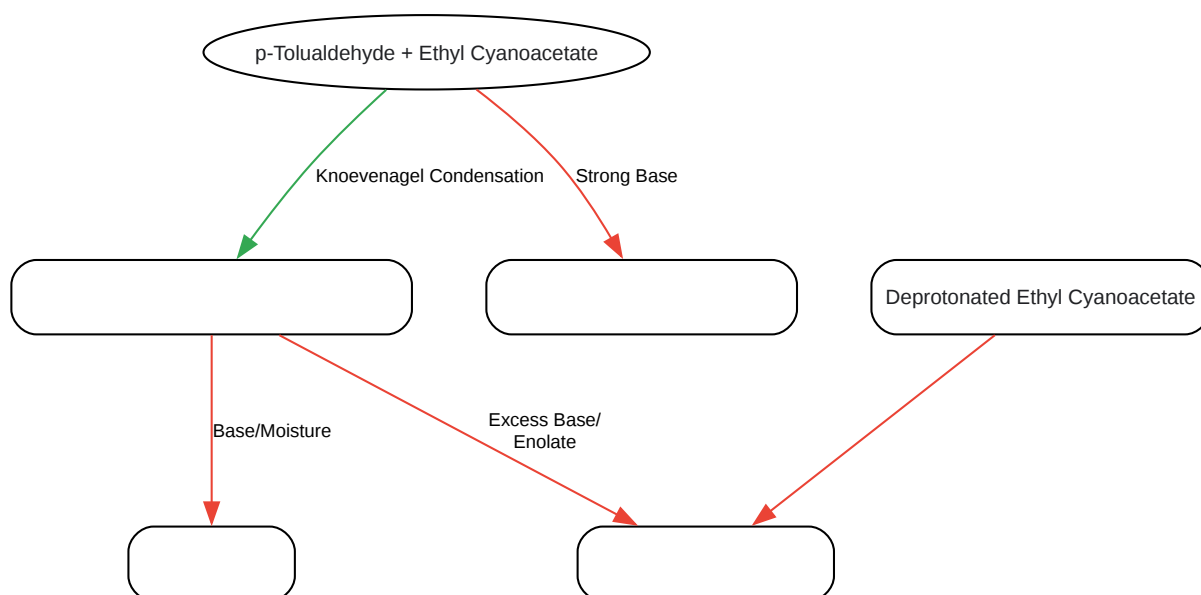 p-Tolualdehyde + Ethyl Cyanoacetate
Knoevenagel Condensation
Strong Base
Deprotonated Ethyl Cyanoacetate
Base/Moisture
Excess Base/
Enolate